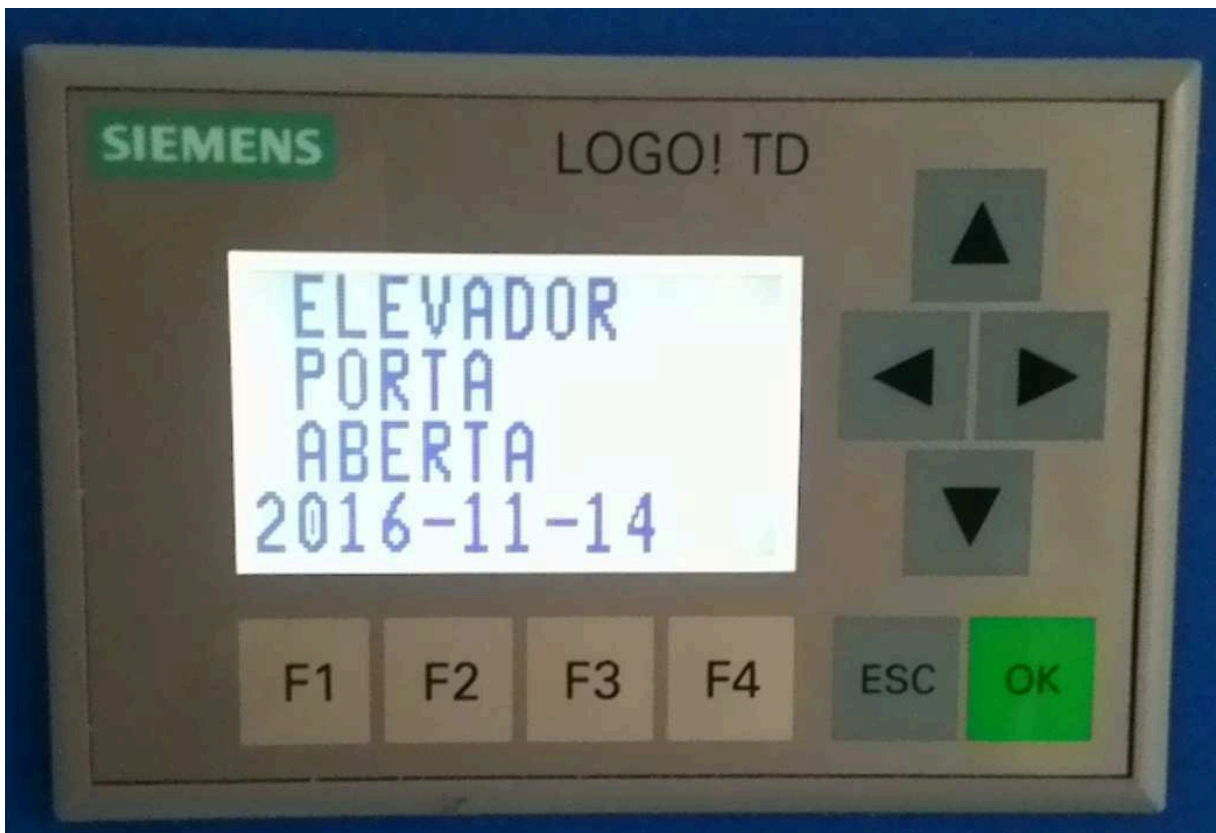 SIEMENS
LOGO! TD
ELEVADOR
PORTA
ABERTA
2016-11-14
F1 F2 F3 F4 ESC OK